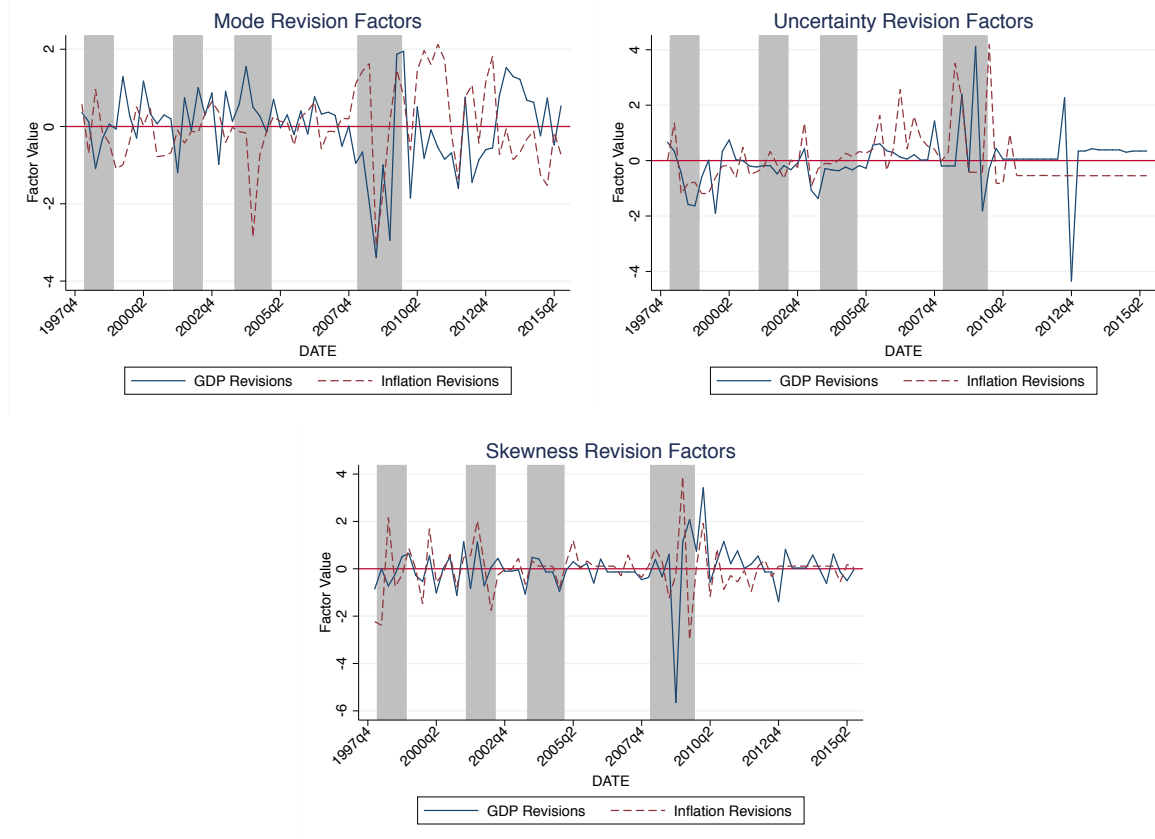 Mode Revision Factors
Factor Value
2
0
-2
-4
1997q4
2000q2
2002q4
2005q2
2007q4
2010q2
2012q4
2015q2
DATE
GDP Revisions
Inflation Revisions
Uncertainty Revision Factors
Factor Value
4
2
0
-2
-4
1997q4
2000q2
2002q4
2005q2
2007q4
2010q2
2012q4
2015q2
DATE
GDP Revisions
Inflation Revisions
Skewness Revision Factors
Factor Value
4
2
0
-2
-4
-6
1997q4
2000q2
2002q4
2005q2
2007q4
2010q2
2012q4
2015q2
DATE
GDP Revisions
Inflation Revisions